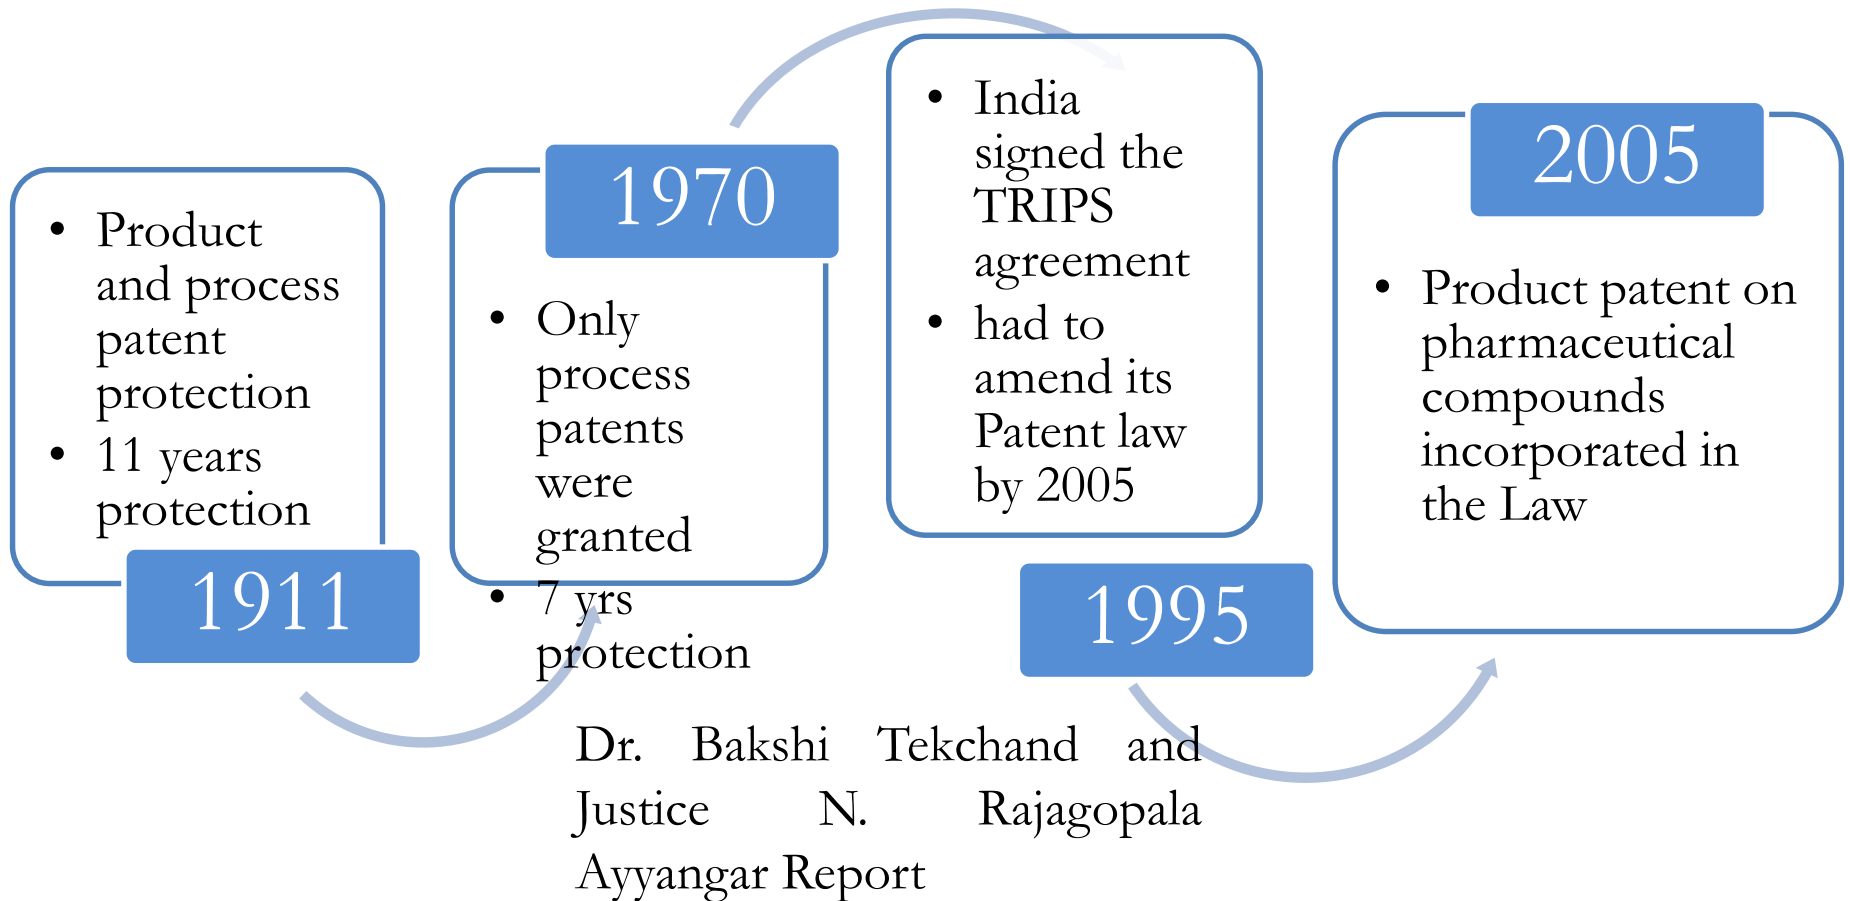 • Product
and process
patent
protection
• 11 years
protection
1911
1970
• Only
process
patents
were
granted
• 7 yrs
protection
• India
signed the
TRIPS
agreement
• had to
amend its
Patent law
by 2005
1995
2005
• Product patent on
pharmaceutical
compounds
incorporated in
the Law
Dr. Bakshi Tekchand and
Justice N. Rajagopala
Ayyangar Report